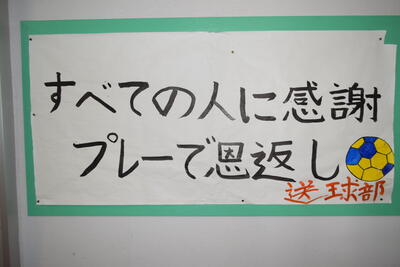 すべての人に感謝
プレーで恩返し
送球部